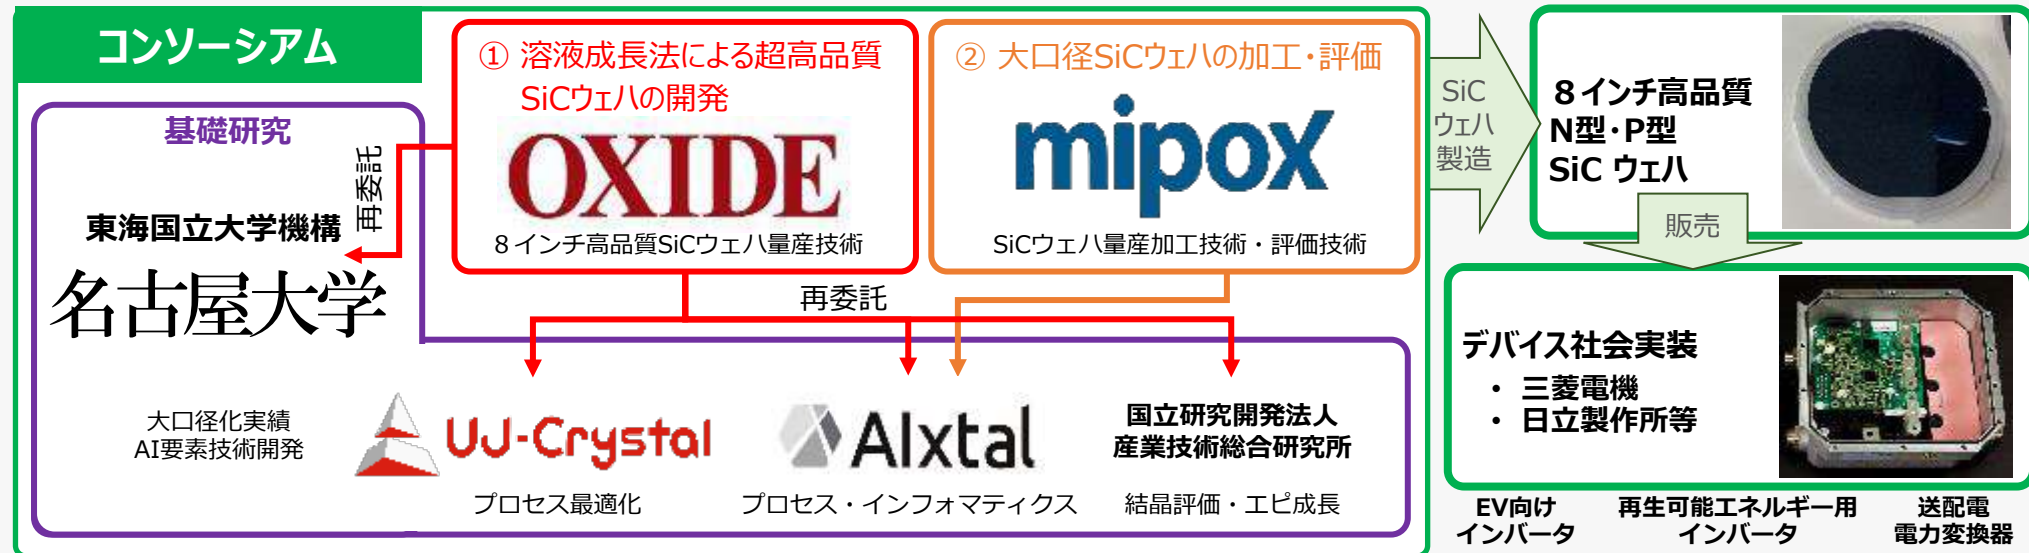 コンソーシアム
① 溶液成長法による超高品質
SiCウェハの開発
OXIDE
8インチ高品質SiCウェハ量産技術
② 大口径SiCウェハの加工・評価
mipox
SiCウェハ量産加工技術・評価技術
基礎研究
再委託
東海国立大学機構
名古屋大学
大口径化実績
AI要素技術開発
再委託
UJ-Crystal
プロセス最適化
AIxtal
プロセス・インフォマティクス
国立研究開発法人
産業技術総合研究所
結晶評価・エピ成長
SiC
ウェハ
製造
8インチ高品質
N型・P型
SiC ウェハ
販売
デバイス社会実装
・ 三菱電機
・ 日立製作所等
EV向け
インバータ
再生可能エネルギー用
インバータ
送配電
電力変換器